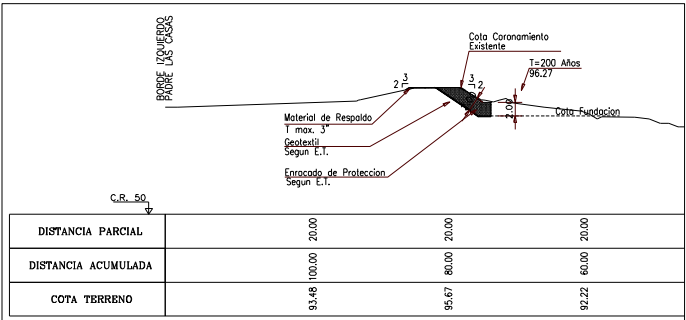 BORDE IZQUIERDO
PADRE LAS CASAS
Cota Coronamiento
Existente
T=200 Años
96.27
3
2
3
2
2.00
Cota Fundacion
Material de Respaldo
T max. 3"
Geotextil
Segun E.T.
Enrocado de Proteccion
Segun E.T.
C.R. 50
DISTANCIA PARCIAL 20.00 20.00 20.00
DISTANCIA ACUMULADA 100.00 80.00 60.00
COTA TERRENO 93.48 95.67 92.22